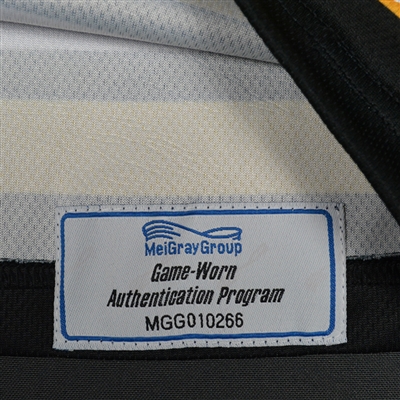 MeiGrayGroup
Game-Worn
Authentication Program
MGG010266